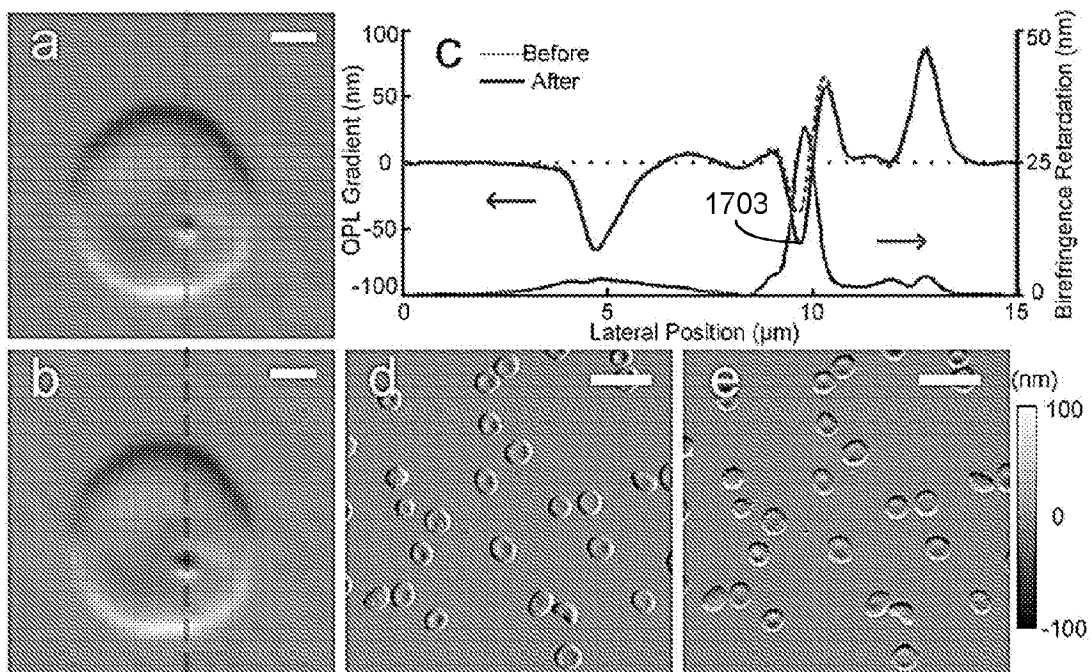 a
c
Before
After
100
50
0
-50
-100
OPL Gradient (nm)
50
25
0
Birefringence Retardation (nm)
1703
0
5
10
15
Lateral Position (µm)
b
d
e
(nm)
100
0
-100